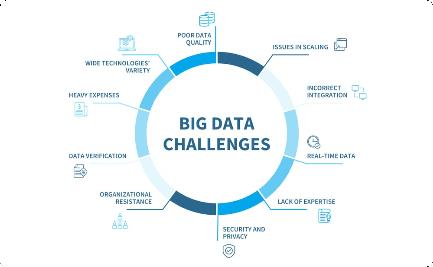 BIG DATA
CHALLENGES
POOR DATA
QUALITY
ISSUES IN SCALING
INCORRECT
INTEGRATION
REAL-TIME DATA
LACK OF EXPERTISE
SECURITY AND
PRIVACY
ORGANIZATIONAL
RESISTANCE
DATA VERIFICATION
HEAVY EXPENSES
WIDE TECHNOLOGIES'
VARIETY